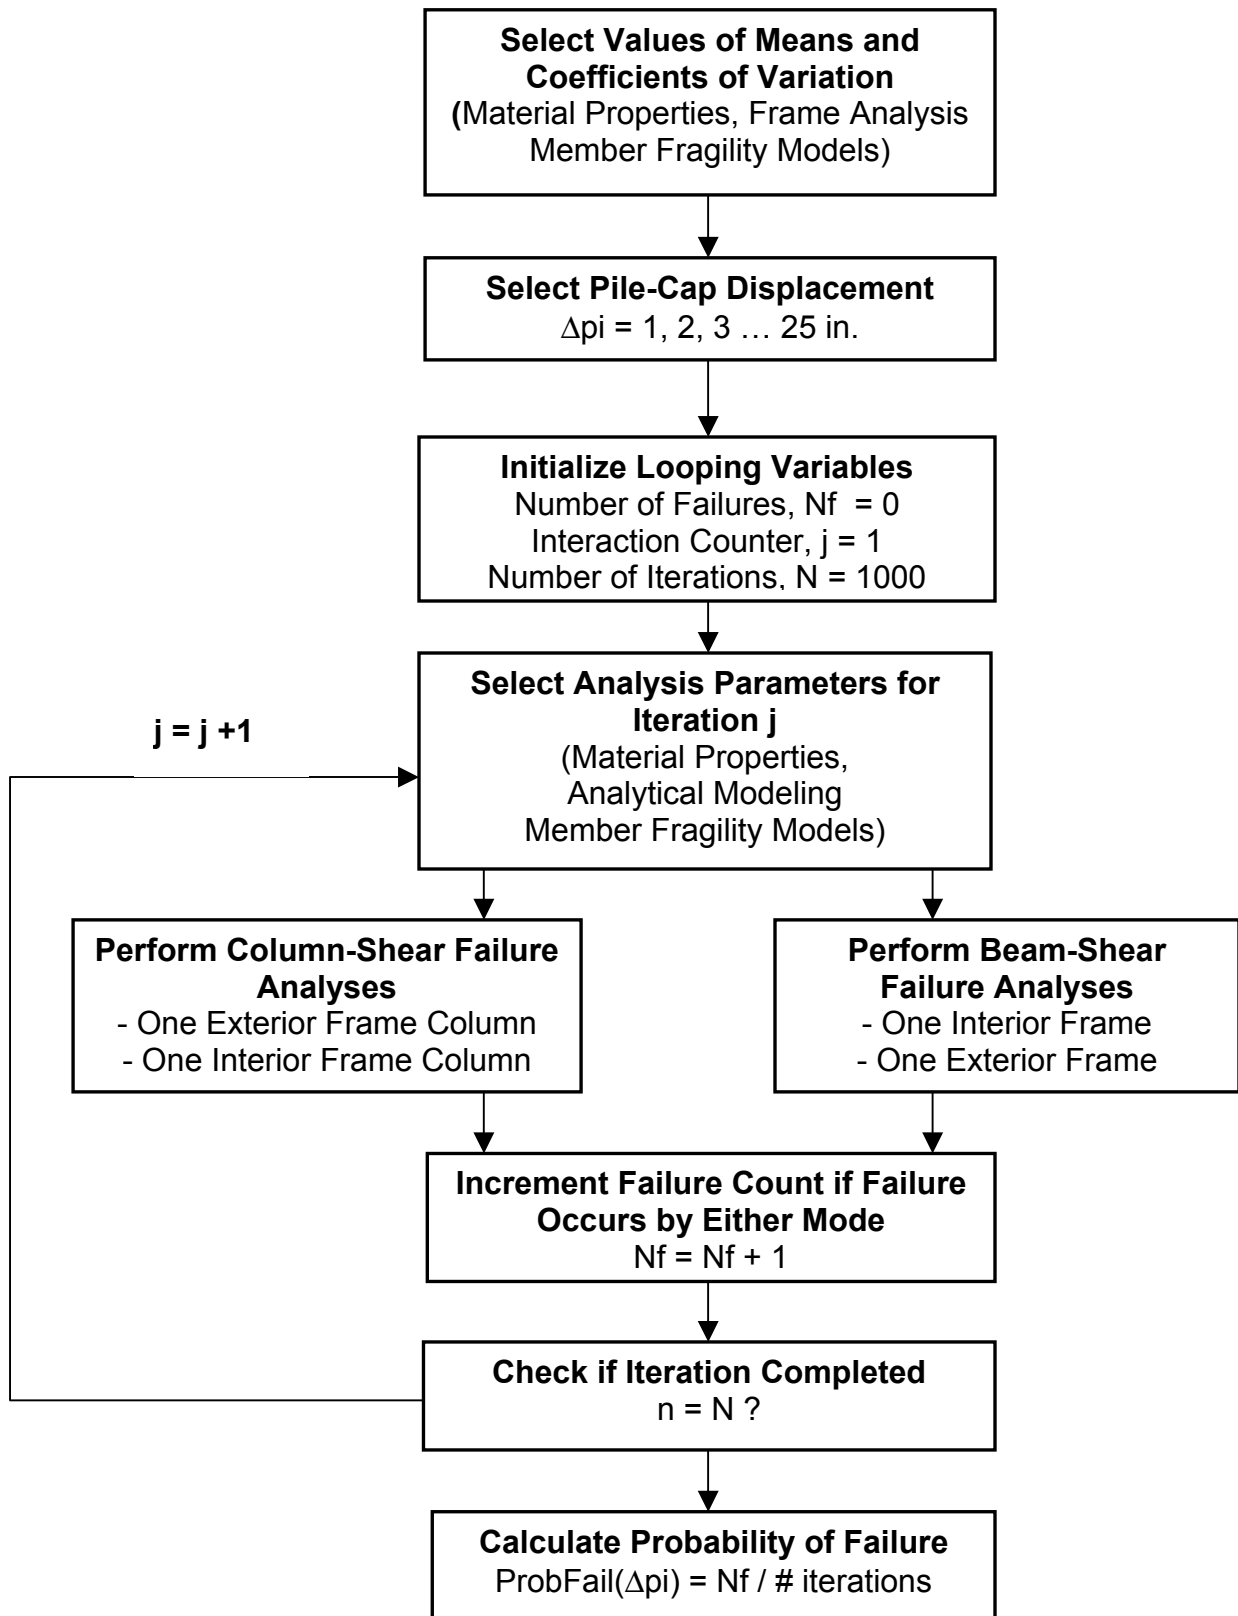 Select Values of Means and
Coefficients of Variation
(Material Properties, Frame Analysis
Member Fragility Models)
Select Pile-Cap Displacement
Δpi = 1, 2, 3 … 25 in.
Initialize Looping Variables
Number of Failures, Nf  = 0
Interaction Counter, j = 1
Number of Iterations, N = 1000
Select Analysis Parameters for
Iteration j
(Material Properties,
Analytical Modeling
Member Fragility Models)
j = j +1
Perform Column-Shear Failure
Analyses
- One Exterior Frame Column
- One Interior Frame Column
Perform Beam-Shear
Failure Analyses
- One Interior Frame
- One Exterior Frame
Increment Failure Count if Failure
Occurs by Either Mode
Nf = Nf + 1
Check if Iteration Completed
n = N ?
Calculate Probability of Failure
ProbFail(Δpi) = Nf / # iterations